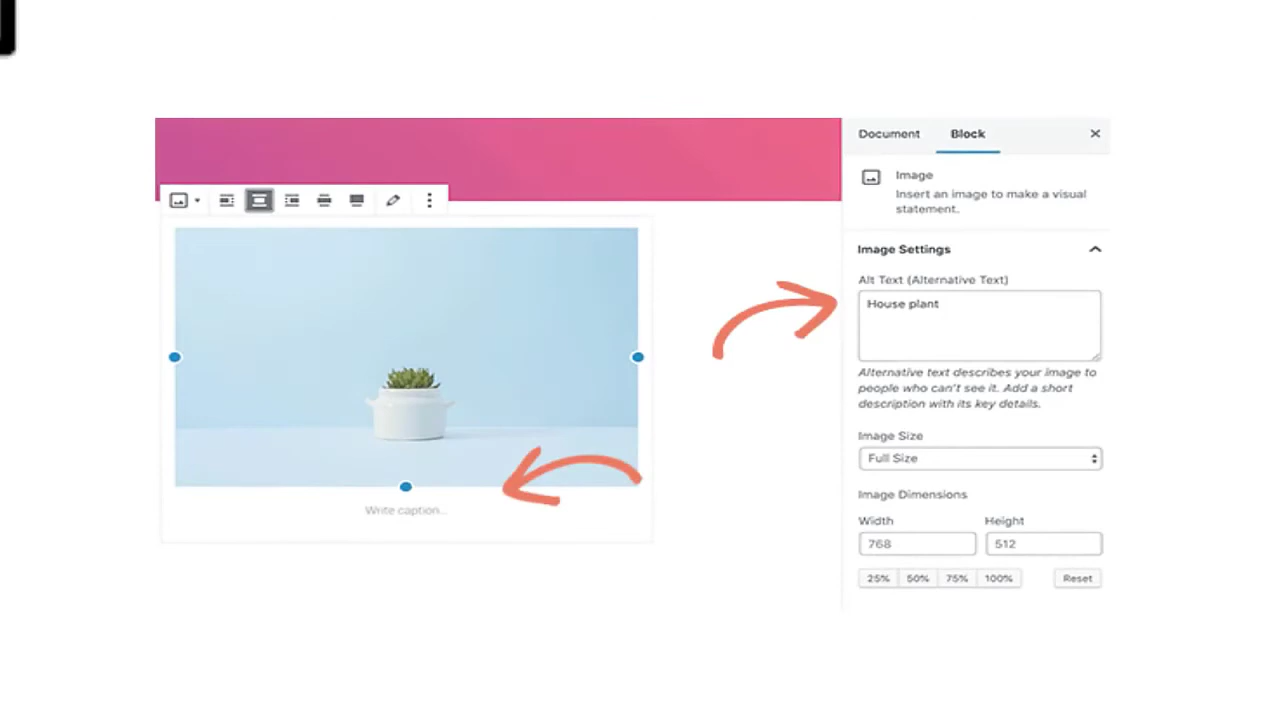 Document Block
Image
Insert an image to make a visual
statement.
Image Settings
Alt Text (Alternative Text)
House plant
Alternative text describes your image to
people who can't see it. Add a short
description with its key details.
Image Size
Full Size
Write caption...
Image Dimensions
Width Height
768 512
25% 50% 75% 100% Reset